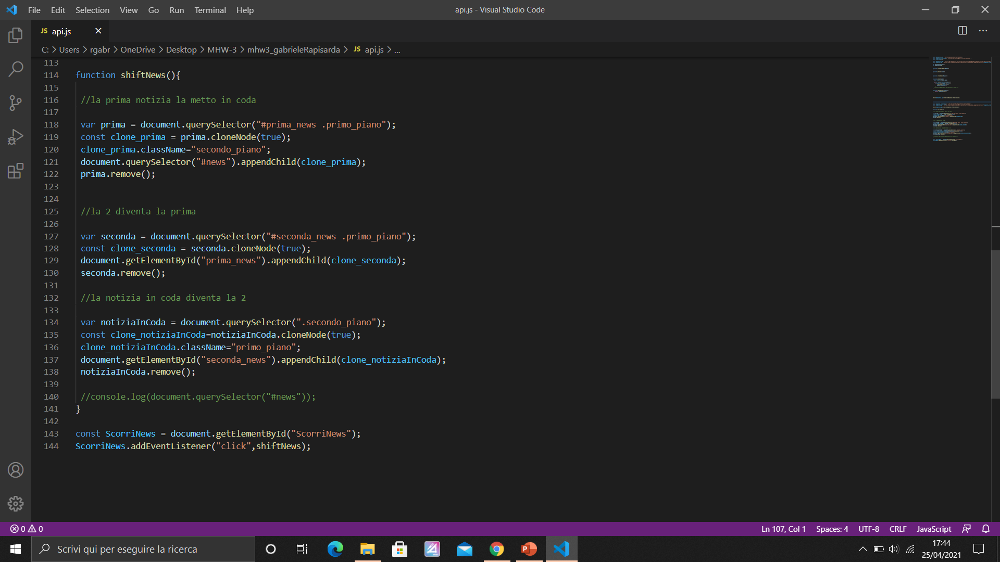 File Edit Selection View Go Run Terminal Help
api.js - Visual Studio Code
JS api.js
C: > Users > rgabr > OneDrive > Desktop > MHW-3 > mhw3_gabrieleRapisarda > JS api.js > ...
113
114 function shiftNews(){
115
116 //la prima notizia la metto in coda
117
118 var prima = document.querySelector("#prima_news .primo_piano");
119 const clone_prima = prima.cloneNode(true);
120 clone_prima.className="secondo_piano";
121 document.querySelector("#news").appendChild(clone_prima);
122 prima.remove();
123
124
125 //la 2 diventa la prima
126
127 var seconda = document.querySelector("#seconda_news .primo_piano");
128 const clone_seconda = seconda.cloneNode(true);
129 document.getElementById("prima_news").appendChild(clone_seconda);
130 seconda.remove();
131
132 //la notizia in coda diventa la 2
133
134 var notiziaInCoda = document.querySelector(".secondo_piano");
135 const clone_notiziaInCoda=notiziaInCoda.cloneNode(true);
136 clone_notiziaInCoda.className="primo_piano";
137 document.getElementById("seconda_news").appendChild(clone_notiziaInCoda);
138 notiziaInCoda.remove();
139
140 //console.log(document.querySelector("#news"));
141 }
142
143 const ScorriNews = document.getElementById("ScorriNews");
144 ScorriNews.addEventListener("click",shiftNews);
0 0
Ln 107, Col 1 Spaces: 4 UTF-8 CRLF JavaScript
Scrivi qui per eseguire la ricerca
17:44
25/04/2021